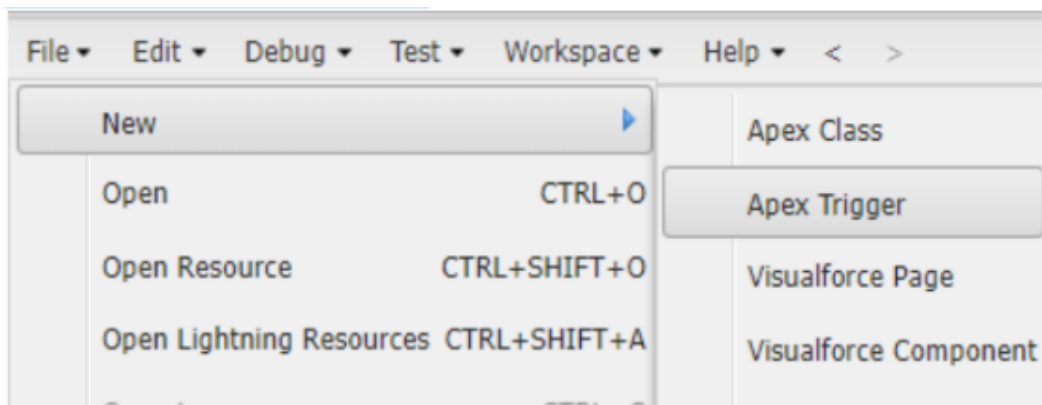 File Edit Debug Test Workspace Help < >
New
Open CTRL+O
Open Resource CTRL+SHIFT+O
Open Lightning Resources CTRL+SHIFT+A
Apex Class
Apex Trigger
Visualforce Page
Visualforce Component